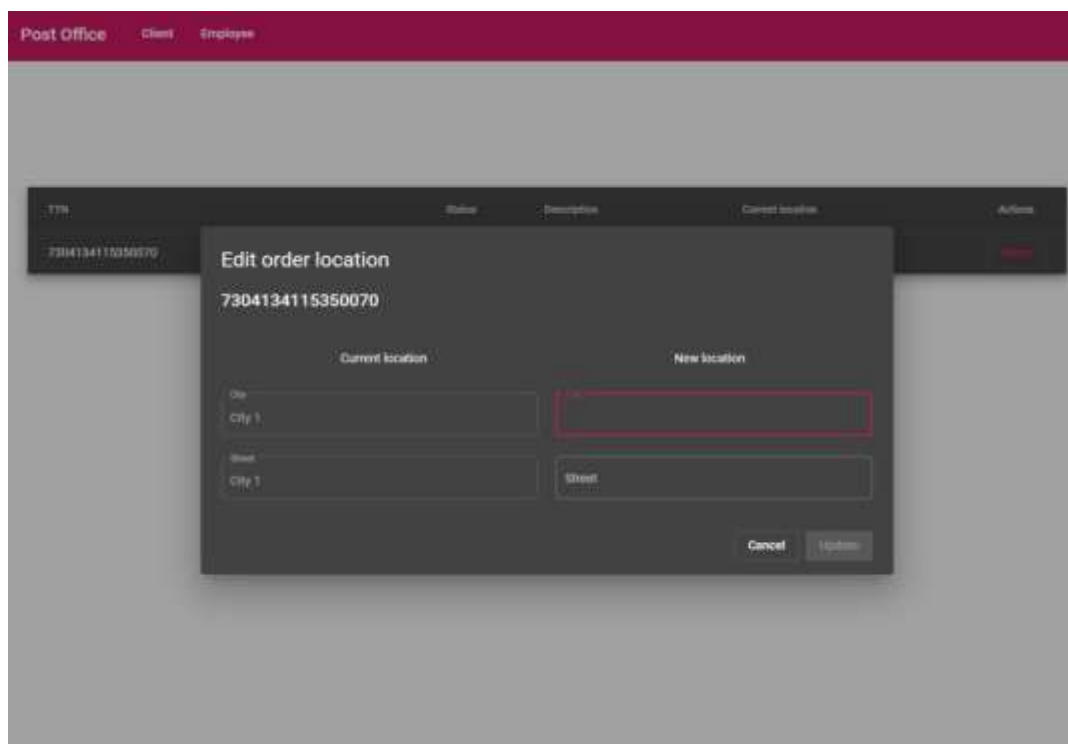 Post Office Client Employee
TTN Status Description Current location Actions
7304134115350070
Edit order location
7304134115350070
Current location New location
City
City 1
Street
City 1 Street
Cancel Update